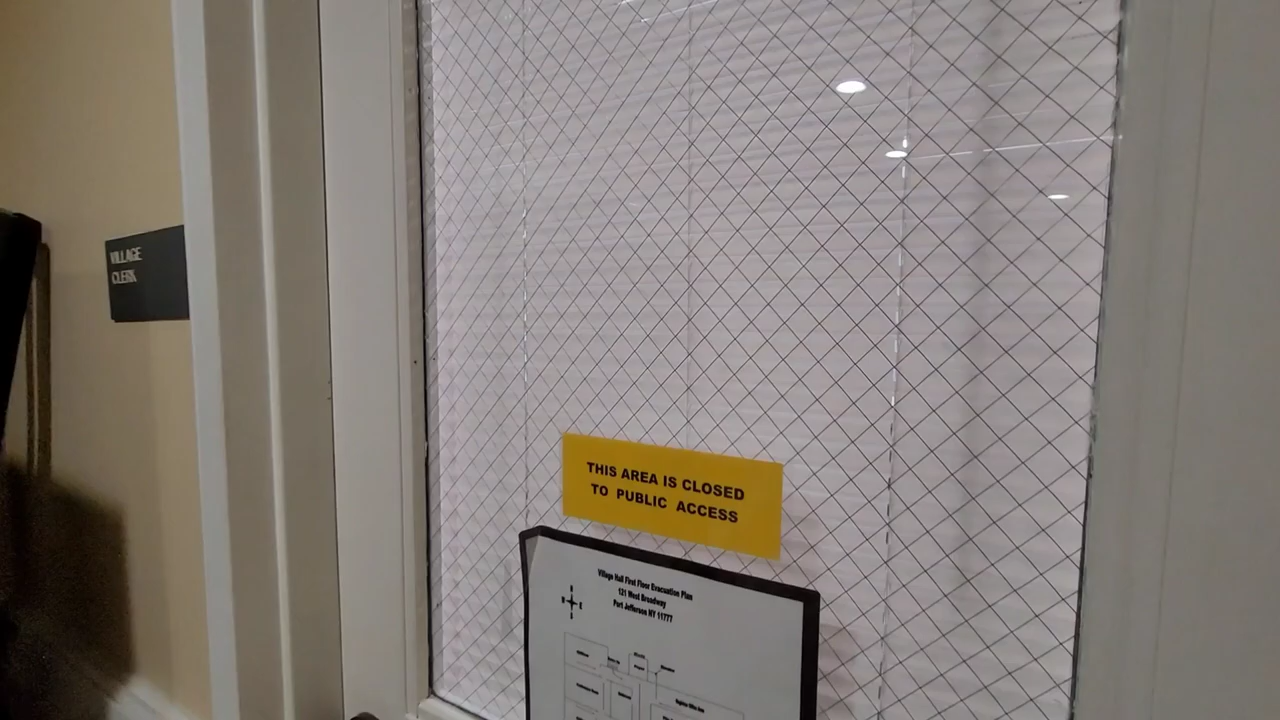 VILLAGE
CLERK
THIS AREA IS CLOSED
TO PUBLIC ACCESS
Village Hall First Floor Evacuation Plan
121 West Broadway
Port Jefferson NY 11777